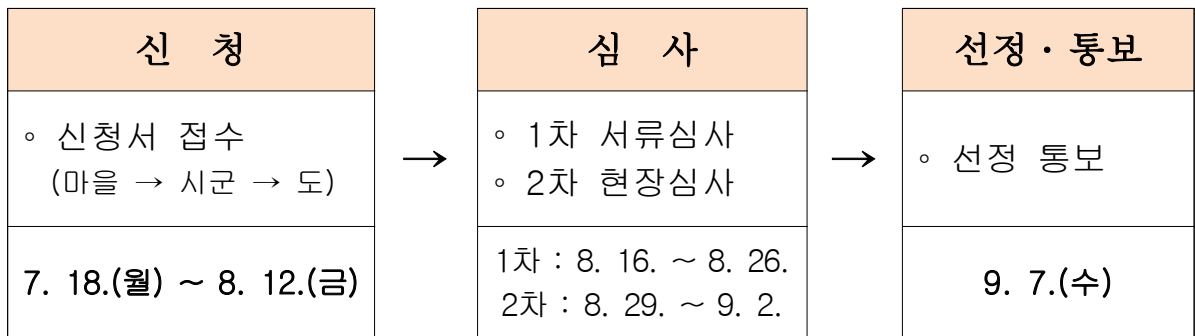 신 청
◦ 신청서 접수
(마을 → 시군 → 도)
7. 18.(월) ~ 8. 12.(금)
→
심 사
◦ 1차 서류심사
◦ 2차 현장심사
1차 : 8. 16. ~ 8. 26.
2차 : 8. 29. ~ 9. 2.
→
선정 · 통보
◦ 선정 통보
9. 7.(수)